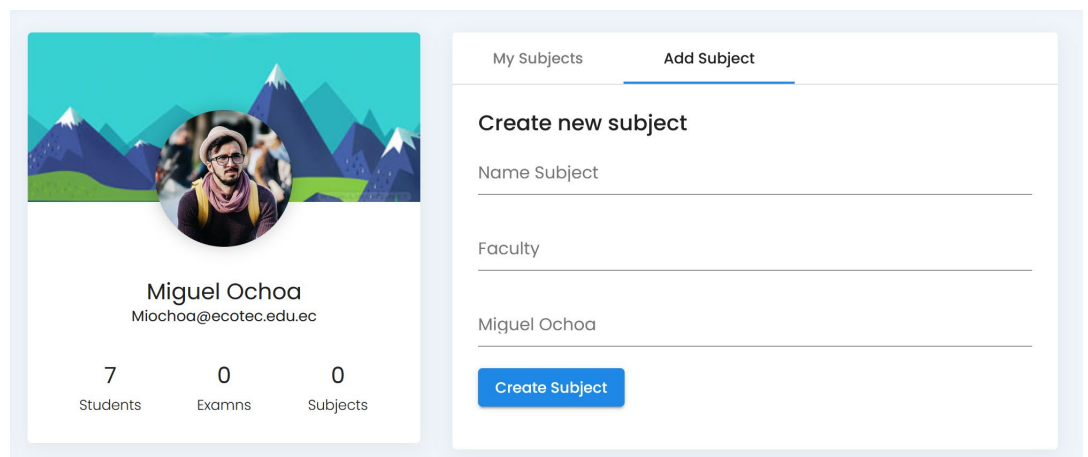 My Subjects
Add Subject
Create new subject
Name Subject
Faculty
Miguel Ochoa
Create Subject
Miguel Ochoa
Miochoa@ecotec.edu.ec
7 0 0
Students Examns Subjects